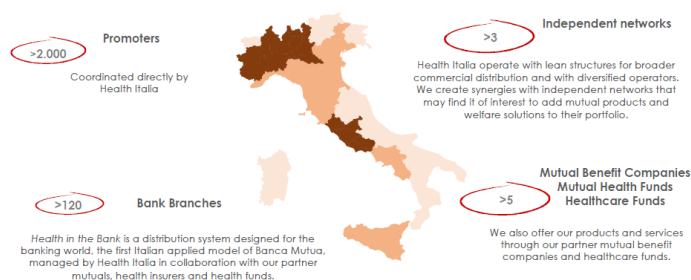 Promoters
>2.000
Coordinated directly by
Health Italia
Independent networks
>3
Health Italia operate with lean structures for broader
commercial distribution and with diversified operators.
We create synergies with independent networks that
may find it of interest to add mutual products and
welfare solutions to their portfolio.
Bank Branches
>120
Health in the Bank is a distribution system designed for the
banking world, the first Italian applied model of Banca Mutua,
managed by Health Italia in collaboration with our partner
mutuals, health insurers and health funds.
Mutual Benefit Companies
Mutual Health Funds
Healthcare Funds
>5
We also offer our products and services
through our partner mutual benefit
companies and healthcare funds.